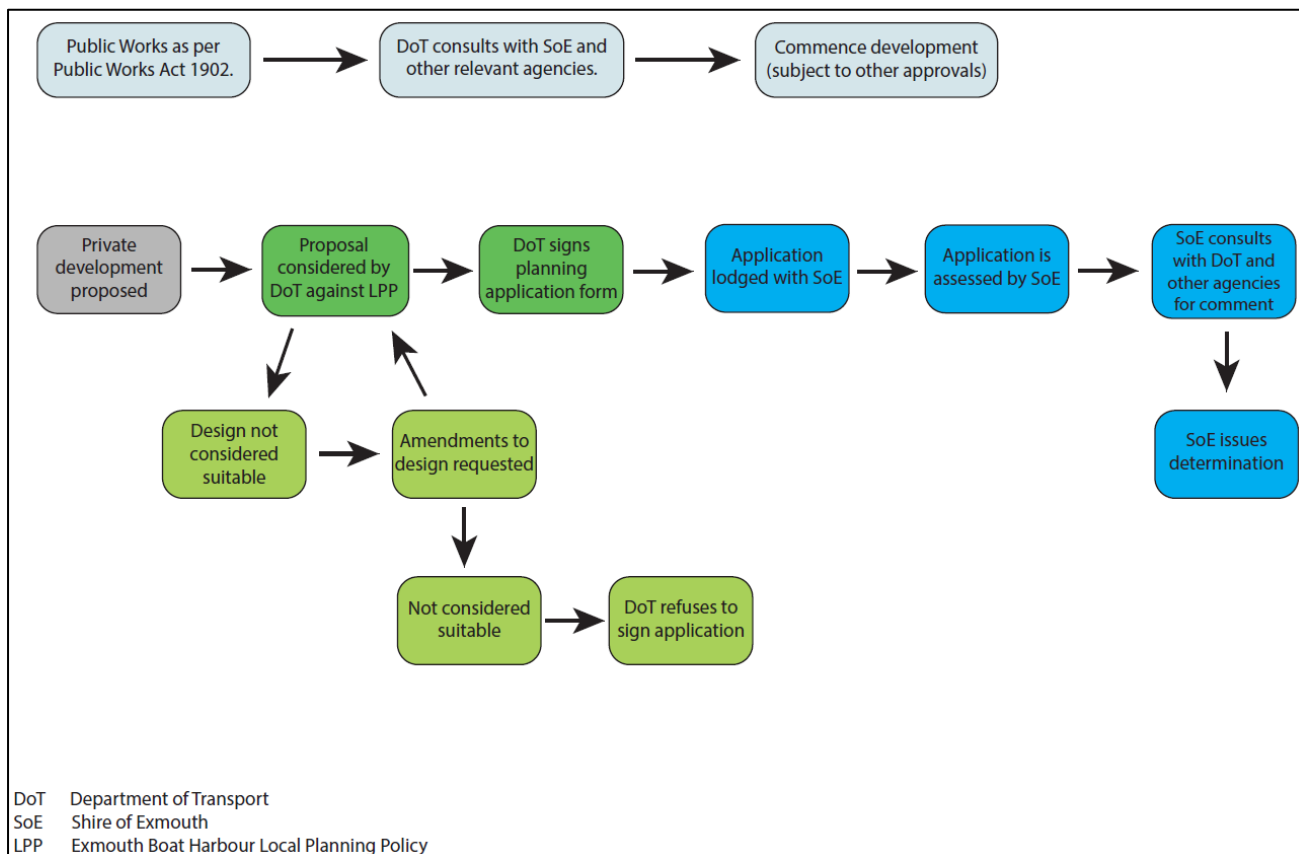 Public Works as per
Public Works Act 1902.
DoT consults with SoE and
other relevant agencies.
Commence development
(subject to other approvals)
Private
development
proposed
Proposal
considered by
DoT against LPP
DoT signs
planning
application form
Application
lodged with SoE
Application is
assessed by SoE
SoE consults
with DoT and
other agencies
for comment
Design not
considered
suitable
Amendments to
design requested
SoE issues
determination
Not considered
suitable
DoT refuses to
sign application
DoT Department of Transport
SoE Shire of Exmouth
LPP Exmouth Boat Harbour Local Planning Policy